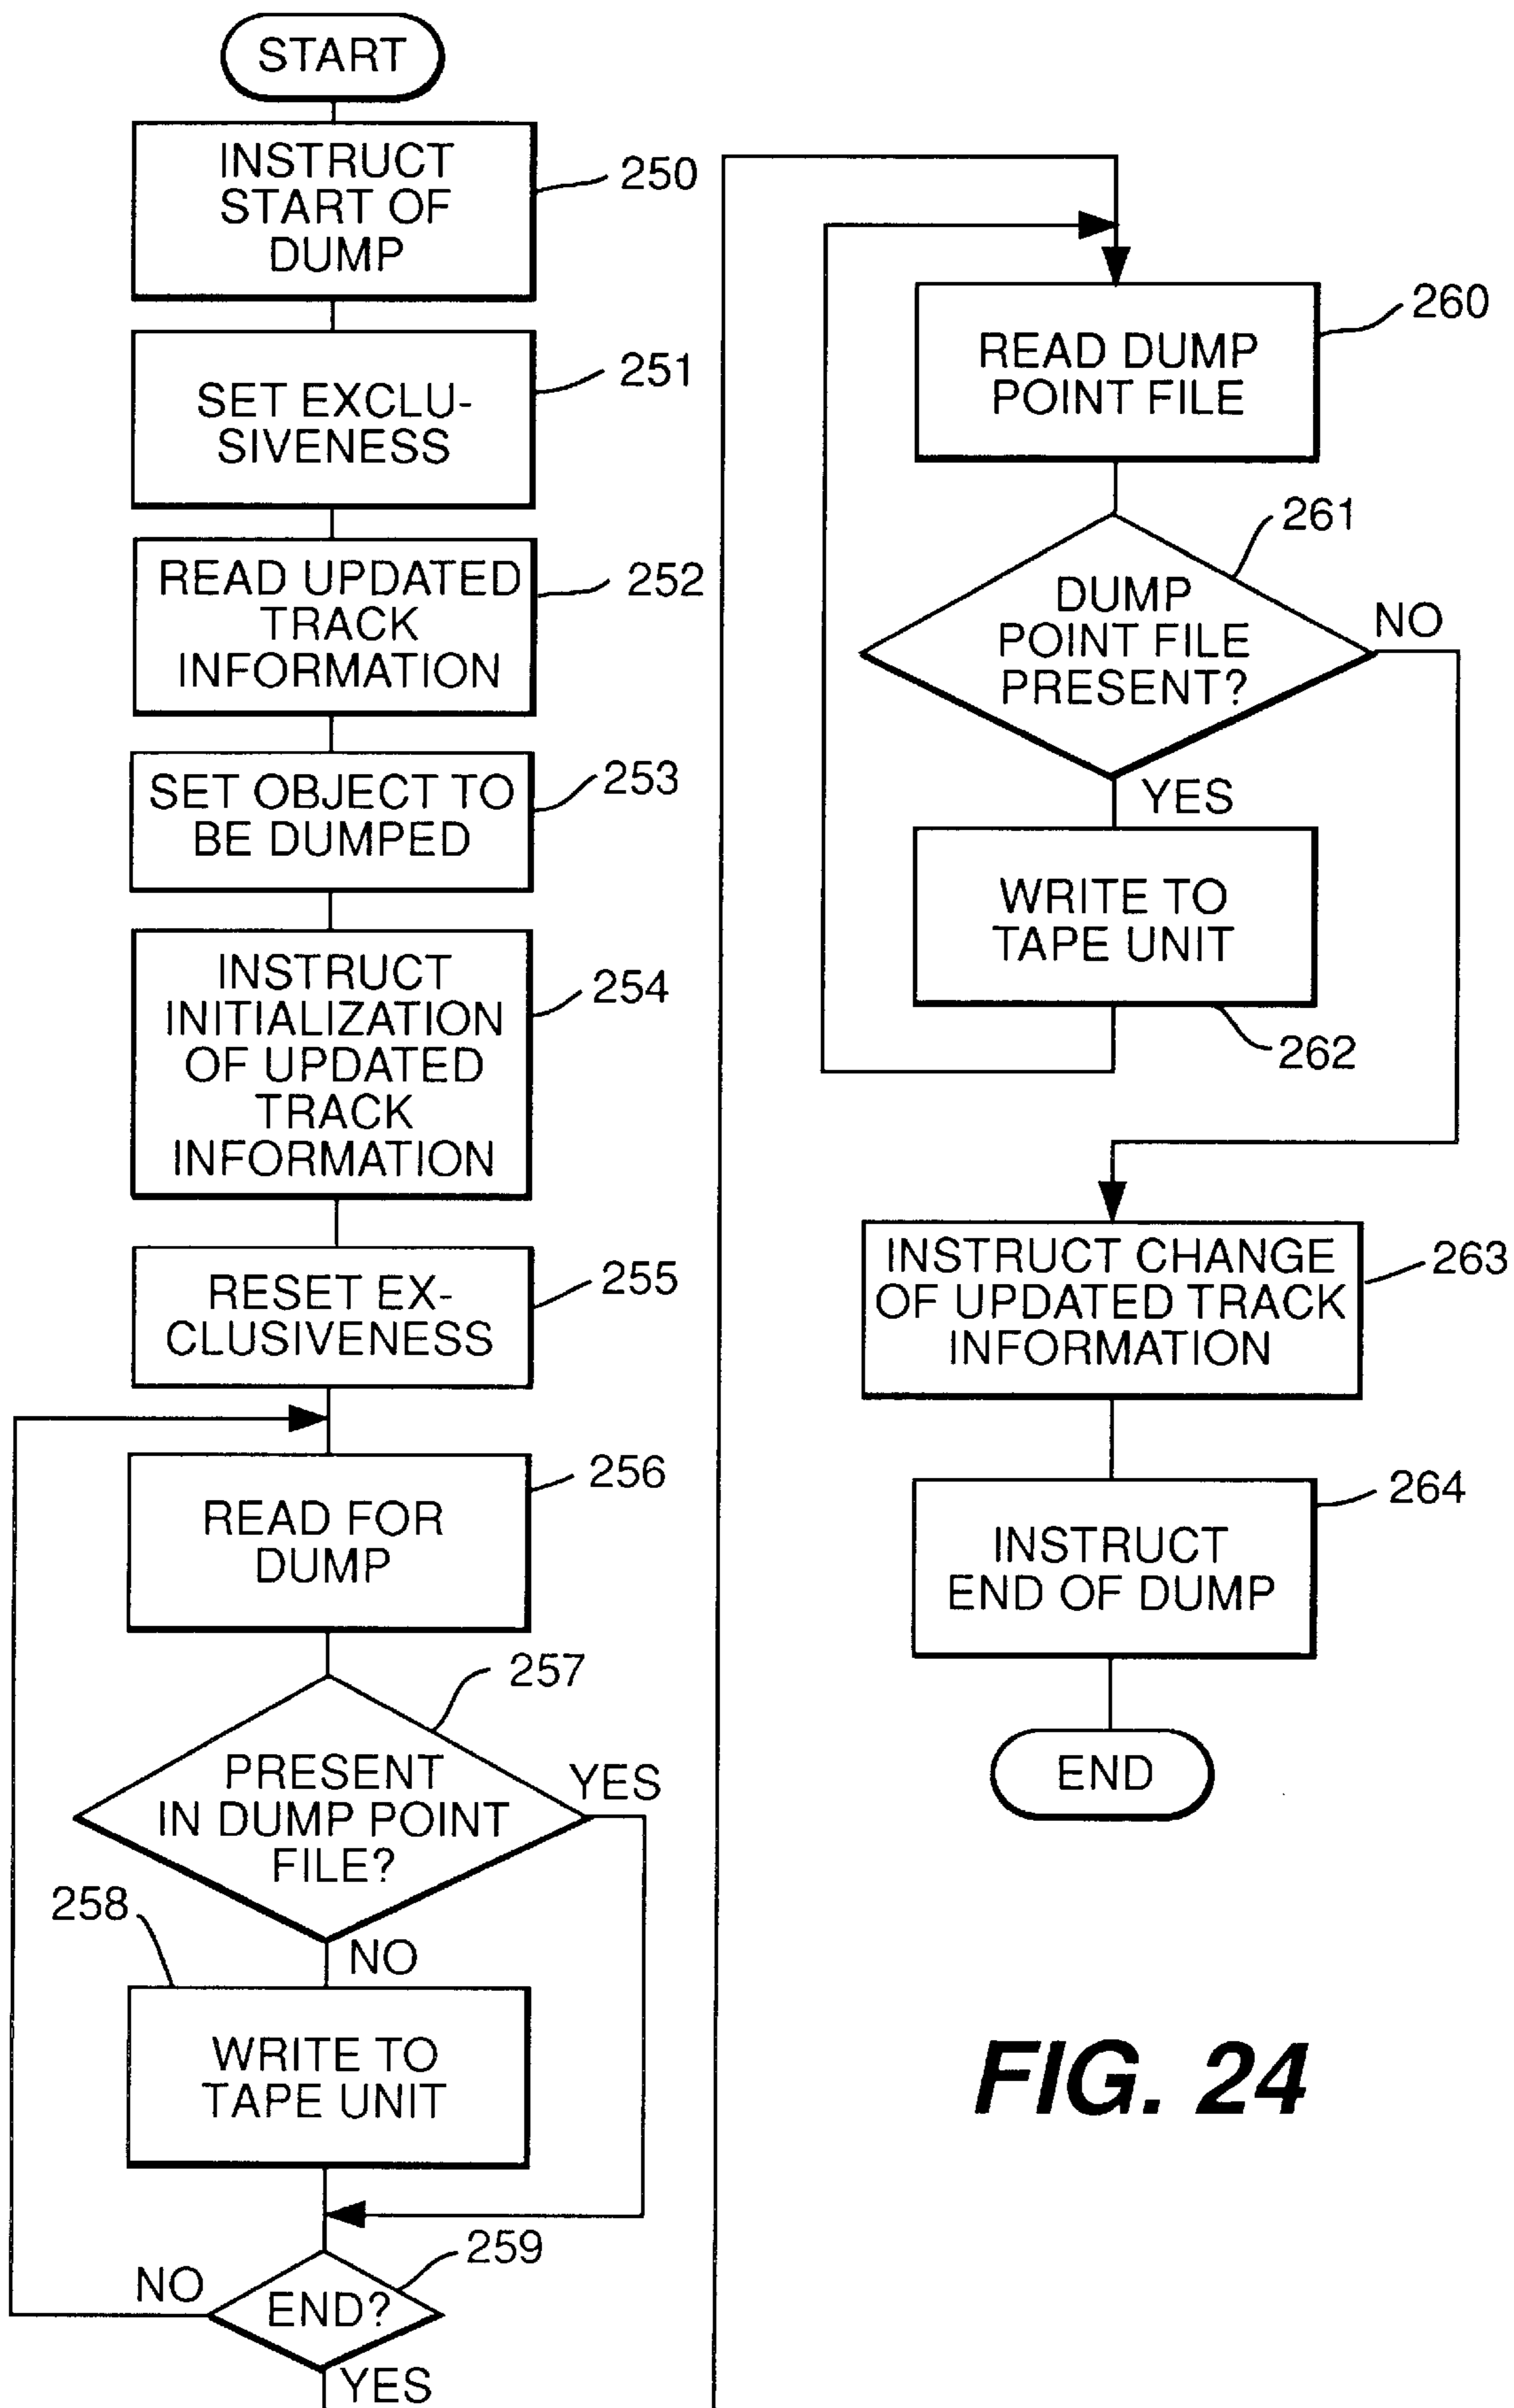 START
INSTRUCT
START OF
DUMP
250
SET EXCLU-
SIVENESS
251
READ UPDATED
TRACK
INFORMATION
252
SET OBJECT TO
BE DUMPED
253
INSTRUCT
INITIALIZATION
OF UPDATED
TRACK
INFORMATION
254
RESET EX-
CLUSIVENESS
255
READ FOR
DUMP
256
PRESENT
IN DUMP POINT
FILE?
257
YES
NO
258
WRITE TO
TAPE UNIT
END?
259
NO
YES
READ DUMP
POINT FILE
260
DUMP
POINT FILE
PRESENT?
261
NO
YES
WRITE TO
TAPE UNIT
262
INSTRUCT CHANGE
OF UPDATED TRACK
INFORMATION
263
INSTRUCT
END OF DUMP
264
END
FIG. 24